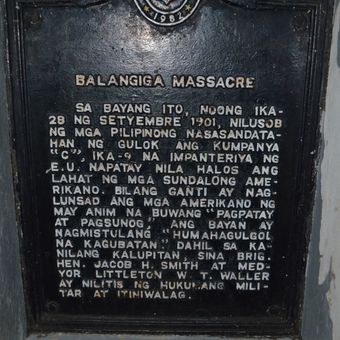 1982
BALANGIGA MASSACRE
SA BAYANG ITO, NOONG IKA-
28 NG SETYEMBRE 1901, NILUSOB
NG MGA PILIPINONG NASASANDATA-
HAN NG GULOK ANG KUMPANYA
"C", IKA-9 NA IMPANTERIYA NG
E.U. NAPATAY NILA HALOS ANG
LAHAT NG MGA SUNDALONG AME-
RIKANO. BILANG GANTI AY NAG-
LUNSAD ANG MGA AMERIKANO NG
MAY ANIM NA BUWANG "PAGPATAY
AT PAGSUNOG," ANG BAYAN AY
NAGMISTULANG "HUMAHAGULGOL
NA KAGUBATAN." DAHIL SA KA-
NILANG KALUPITAN, SINA BRIG.
HEN. JACOB H. SMITH AT MED-
YOR LITTLETON W. T. WALLER
AY NILITIS NG HUKUMANG MILI-
TAR AT ITINIWALAG.